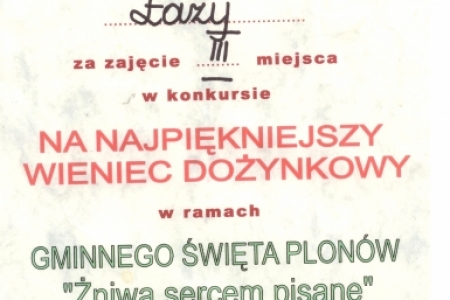 Łazy
za zajęcie III miejsca
w konkursie
NA NAJPIĘKNIEJSZY
WIENIEC DOŻYNKOWY
w ramach
GMINNEGO ŚWIĘTA PLONÓW
"Żniwa sercem pisane"